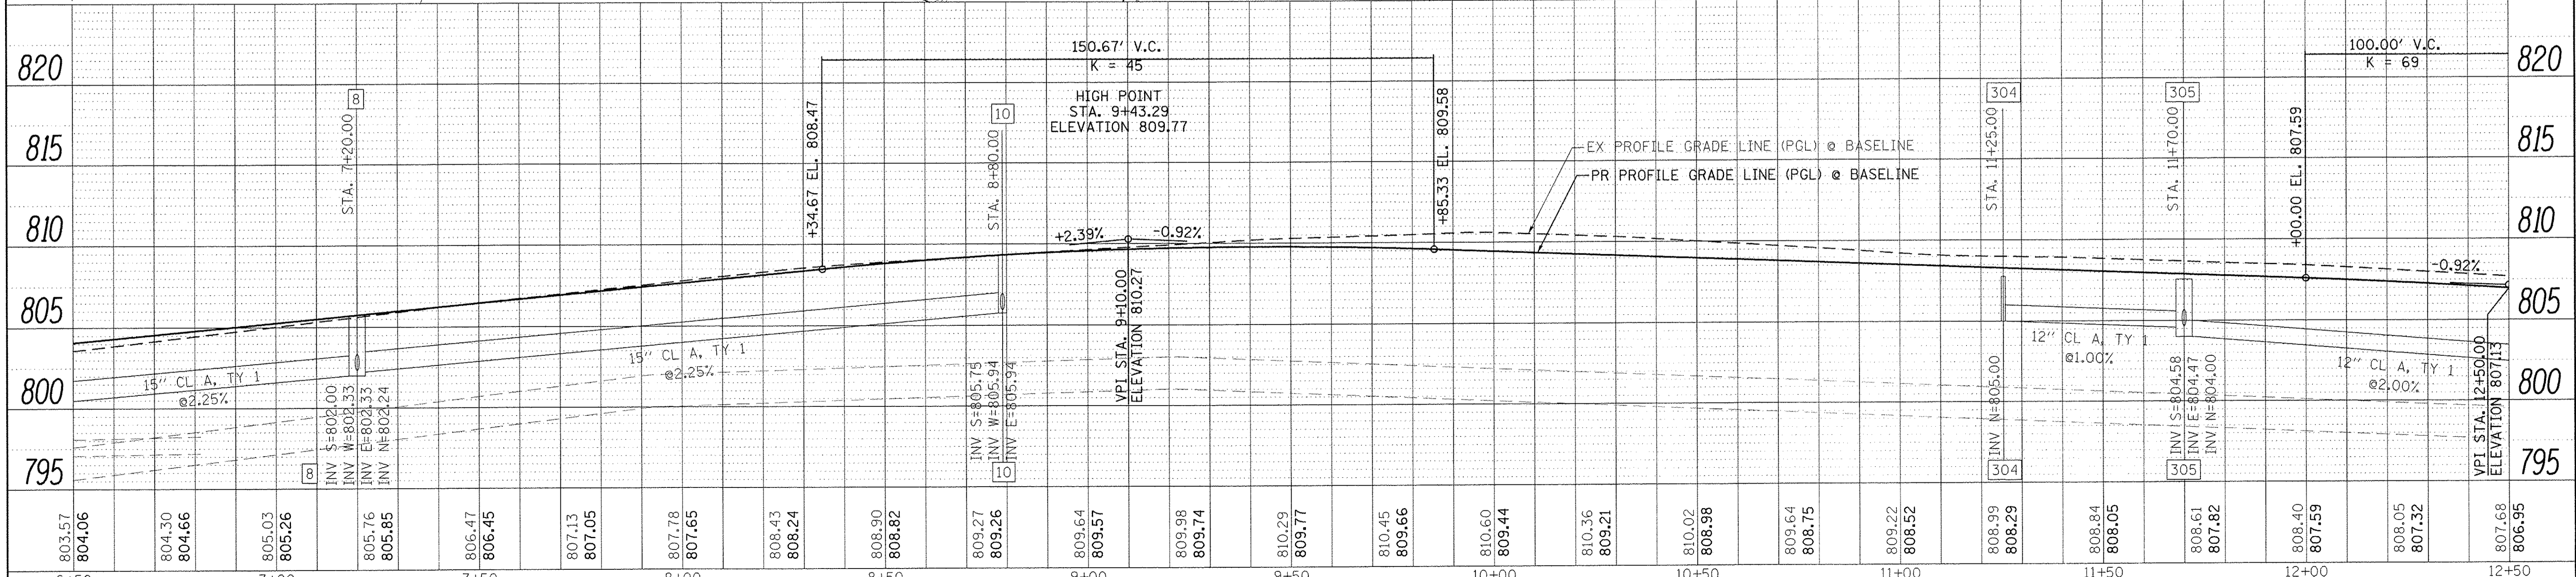 150.67' V.C.
K = 45
HIGH POINT
STA. 9+43.29
ELEVATION 809.77
100.00' V.C.
K = 69
820
820
815
815
810
810
805
805
800
800
795
795
8
STA. 7+20.00
+34.67 EL. 808.47
10
STA. 8+80.00
+85.33 EL. 809.58
EX PROFILE GRADE LINE (PGL) @ BASELINE
PR PROFILE GRADE LINE (PGL) @ BASELINE
304
STA. 11+25.00
305
STA. 11+70.00
+00.00 EL. 807.59
+2.39%
-0.92%
-0.92%
VPI STA. 9+10.00
ELEVATION 810.27
15" CL A, TY 1
@2.25%
15" CL A, TY 1
@2.25%
12" CL A, TY 1
@1.00%
12" CL A, TY 1
@2.00%
VPI STA. 12+50.00
ELEVATION 807.13
8
INV S=802.00
INV W=802.33
INV E=802.33
INV N=802.24
INV S=805.75
INV W=805.94
INV E=805.94
10
INV N=805.00
304
INV S=804.58
INV E=804.47
INV N=804.00
305
803.57
804.06
804.30
804.66
805.03
805.26
805.76
805.85
806.47
806.45
807.13
807.05
807.78
807.65
808.43
808.24
808.90
808.82
809.27
809.26
809.64
809.57
809.98
809.74
810.29
809.77
810.45
809.66
810.60
809.44
810.36
809.21
810.02
808.98
809.64
808.75
809.22
808.52
808.99
808.29
808.84
808.05
808.61
807.82
808.40
807.59
808.05
807.32
807.68
806.95
6+50
7+00
7+50
8+00
8+50
9+00
9+50
10+00
10+50
11+00
11+50
12+00
12+50